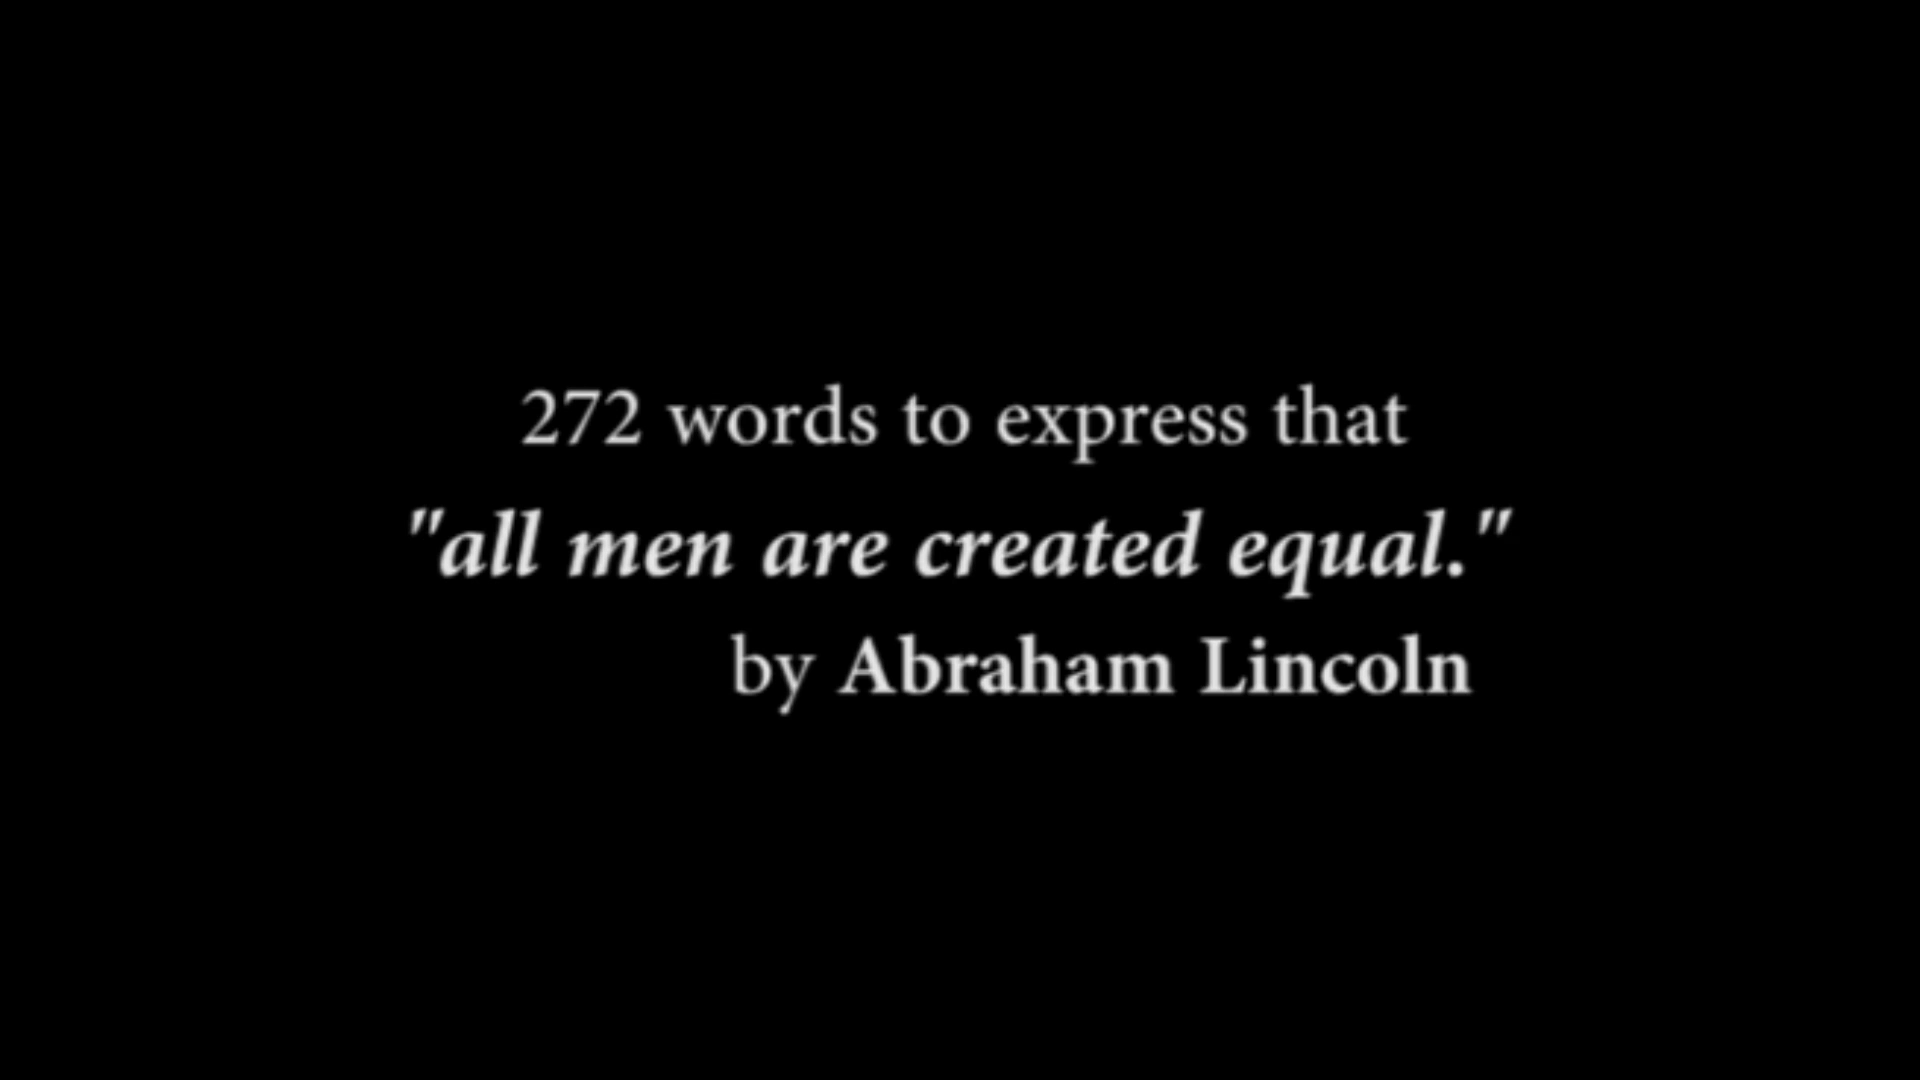 272 words to express that
"all men are created equal."
by Abraham Lincoln